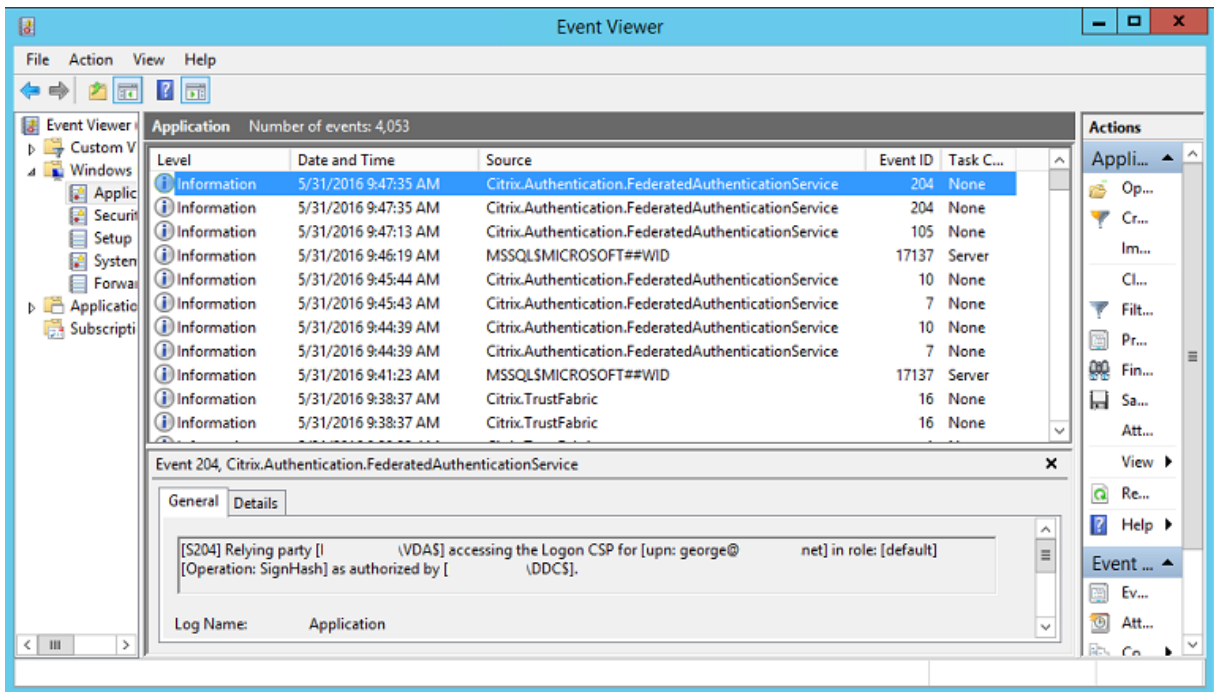 Event Viewer
File Action View Help
Event Viewer
Custom V
Windows
Applic
Securit
Setup
System
Forwar
Applicatio
Subscripti
Application Number of events: 4,053
Level Date and Time Source Event ID Task C...
Information 5/31/2016 9:47:35 AM Citrix.Authentication.FederatedAuthenticationService 204 None
Information 5/31/2016 9:47:35 AM Citrix.Authentication.FederatedAuthenticationService 204 None
Information 5/31/2016 9:47:13 AM Citrix.Authentication.FederatedAuthenticationService 105 None
Information 5/31/2016 9:46:19 AM MSSQL$MICROSOFT##WID 17137 Server
Information 5/31/2016 9:45:44 AM Citrix.Authentication.FederatedAuthenticationService 10 None
Information 5/31/2016 9:45:43 AM Citrix.Authentication.FederatedAuthenticationService 7 None
Information 5/31/2016 9:44:39 AM Citrix.Authentication.FederatedAuthenticationService 10 None
Information 5/31/2016 9:44:39 AM Citrix.Authentication.FederatedAuthenticationService 7 None
Information 5/31/2016 9:41:23 AM MSSQL$MICROSOFT##WID 17137 Server
Information 5/31/2016 9:38:37 AM Citrix.TrustFabric 16 None
Information 5/31/2016 9:38:37 AM Citrix.TrustFabric 16 None
Event 204, Citrix.Authentication.FederatedAuthenticationService
General Details
[S204] Relying party [ \VDA$] accessing the Logon CSP for [upn: george@ net] in role: [default]
[Operation: SignHash] as authorized by [ \DDC$].
Log Name: Application
Actions
Appli...
Op...
Cr...
Im...
Cl...
Filt...
Pr...
Fin...
Sa...
Att...
View
Re...
Help
Event ...
Ev...
Att...
Co